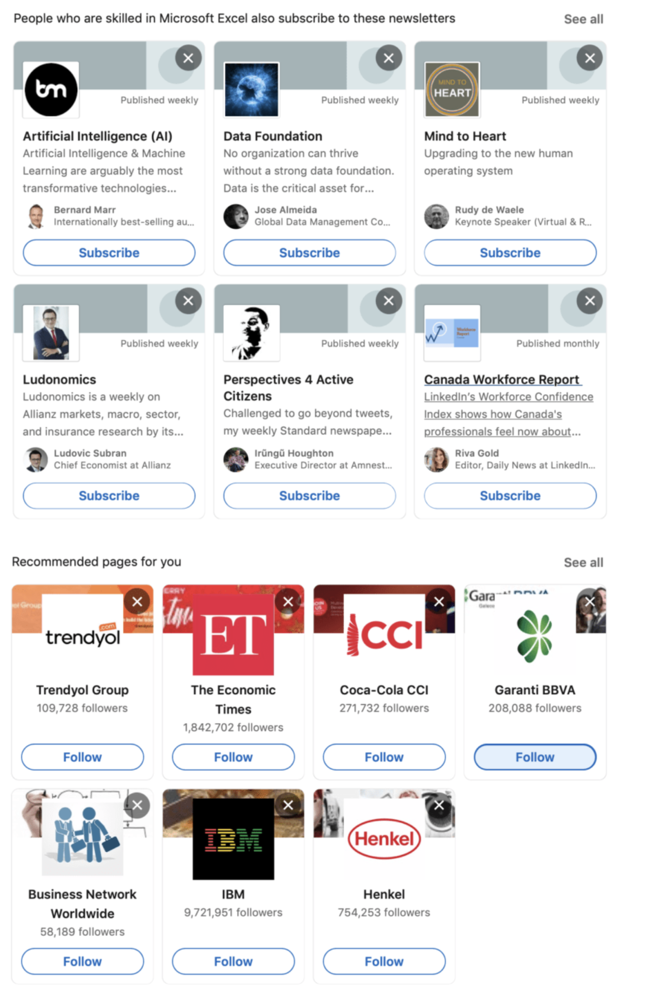 People who are skilled in Microsoft Excel also subscribe to these newsletters
See all
bm
Published weekly
Artificial Intelligence (AI)
Artificial Intelligence & Machine
Learning are arguably the most
transformative technologies...
Bernard Marr
Internationally best-selling au...
Subscribe
Published weekly
Data Foundation
No organization can thrive
without a strong data foundation.
Data is the critical asset for...
Jose Almeida
Global Data Management Co...
Subscribe
MIND TO
HEART
Published weekly
Mind to Heart
Upgrading to the new human
operating system
Rudy de Waele
Keynote Speaker (Virtual & R...
Subscribe
Published weekly
Ludonomics
Ludonomics is a weekly on
Allianz markets, macro, sector,
and insurance research by its...
Ludovic Subran
Chief Economist at Allianz
Subscribe
Published weekly
Perspectives 4 Active
Citizens
Challenged to go beyond tweets,
my weekly Standard newspape...
Irũngũ Houghton
Executive Director at Amnest...
Subscribe
Workforce
Report
Canada
Published monthly
Canada Workforce Report
LinkedIn's Workforce Confidence
Index shows how Canada's
professionals feel now about...
Riva Gold
Editor, Daily News at LinkedIn...
Subscribe
Recommended pages for you
See all
ol Group
trendyol
.com
Trendyol Group
109,728 followers
Follow
ERRY
ET
The Economic
Times
1,842,702 followers
Follow
JOIN
US
CCI
Coca-Cola CCI
271,732 followers
Follow
Garanti BBVA
Garanti BBVA
208,088 followers
Follow
Business Network
Worldwide
58,189 followers
Follow
IBM
IBM
9,721,951 followers
Follow
Henkel
Henkel
754,253 followers
Follow